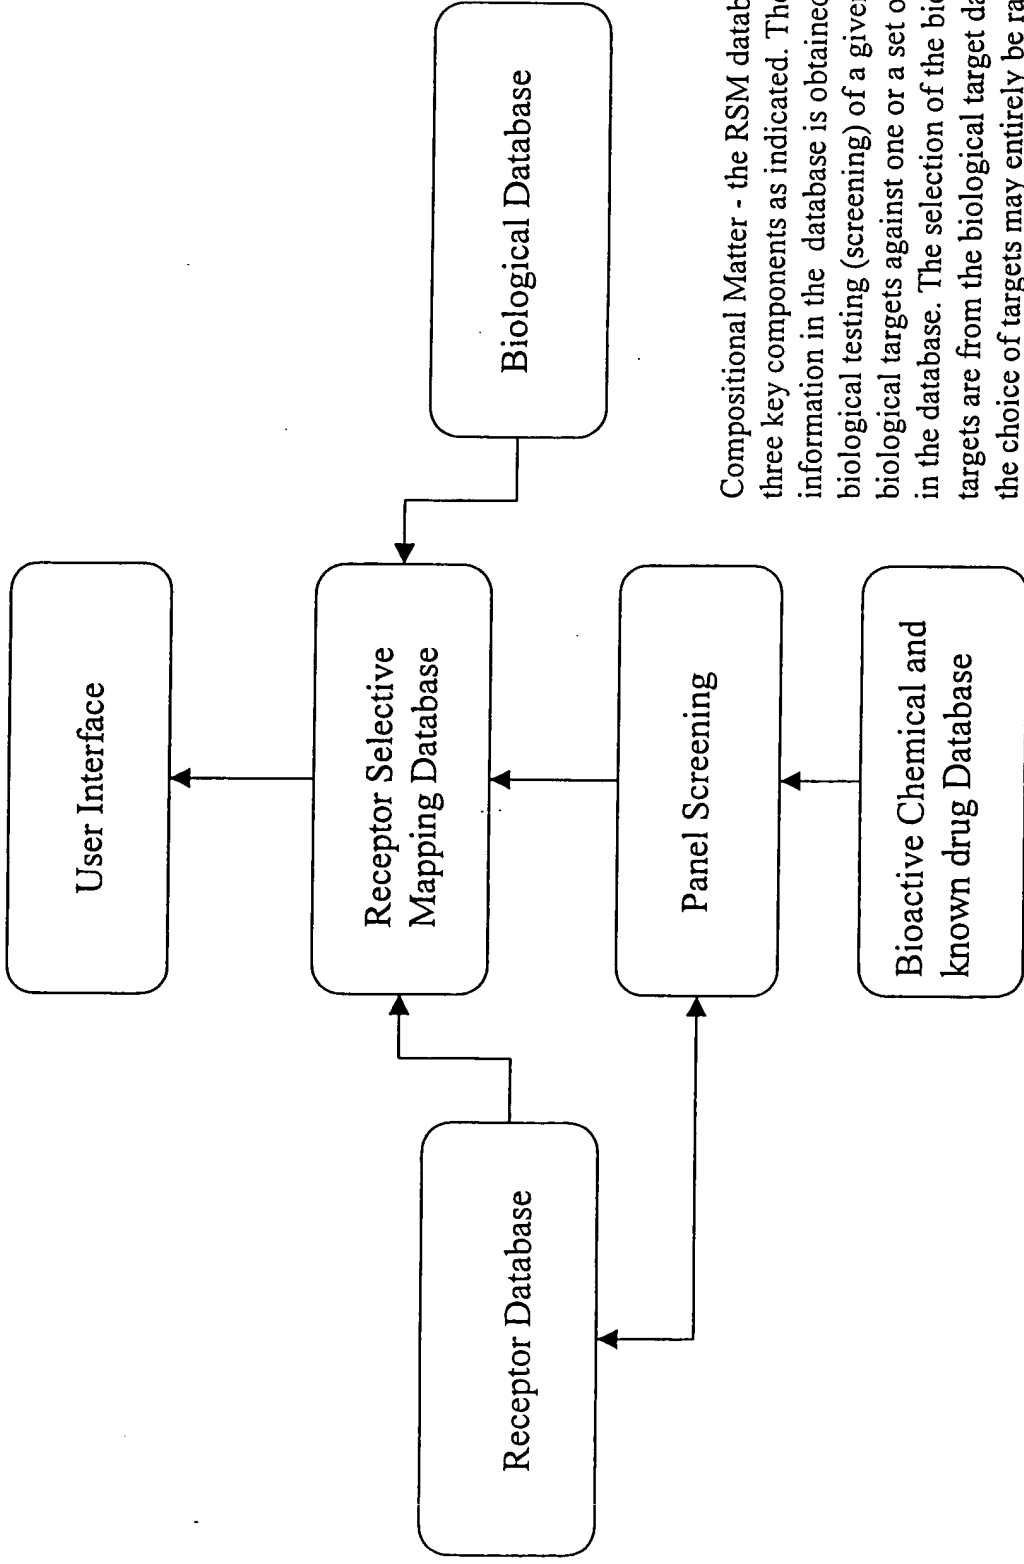 User Interface
Receptor Selective
Mapping Database
Receptor Database
Biological Database
Panel Screening
Bioactive Chemical and
known drug Database
Compositional Matter - the RSM datab
three key components as indicated. The
information in the database is obtained
biological testing (screening) of a given
biological targets against one or a set o
in the database. The selection of the bio
targets are from the biological target da
the choice of targets may entirely be ra